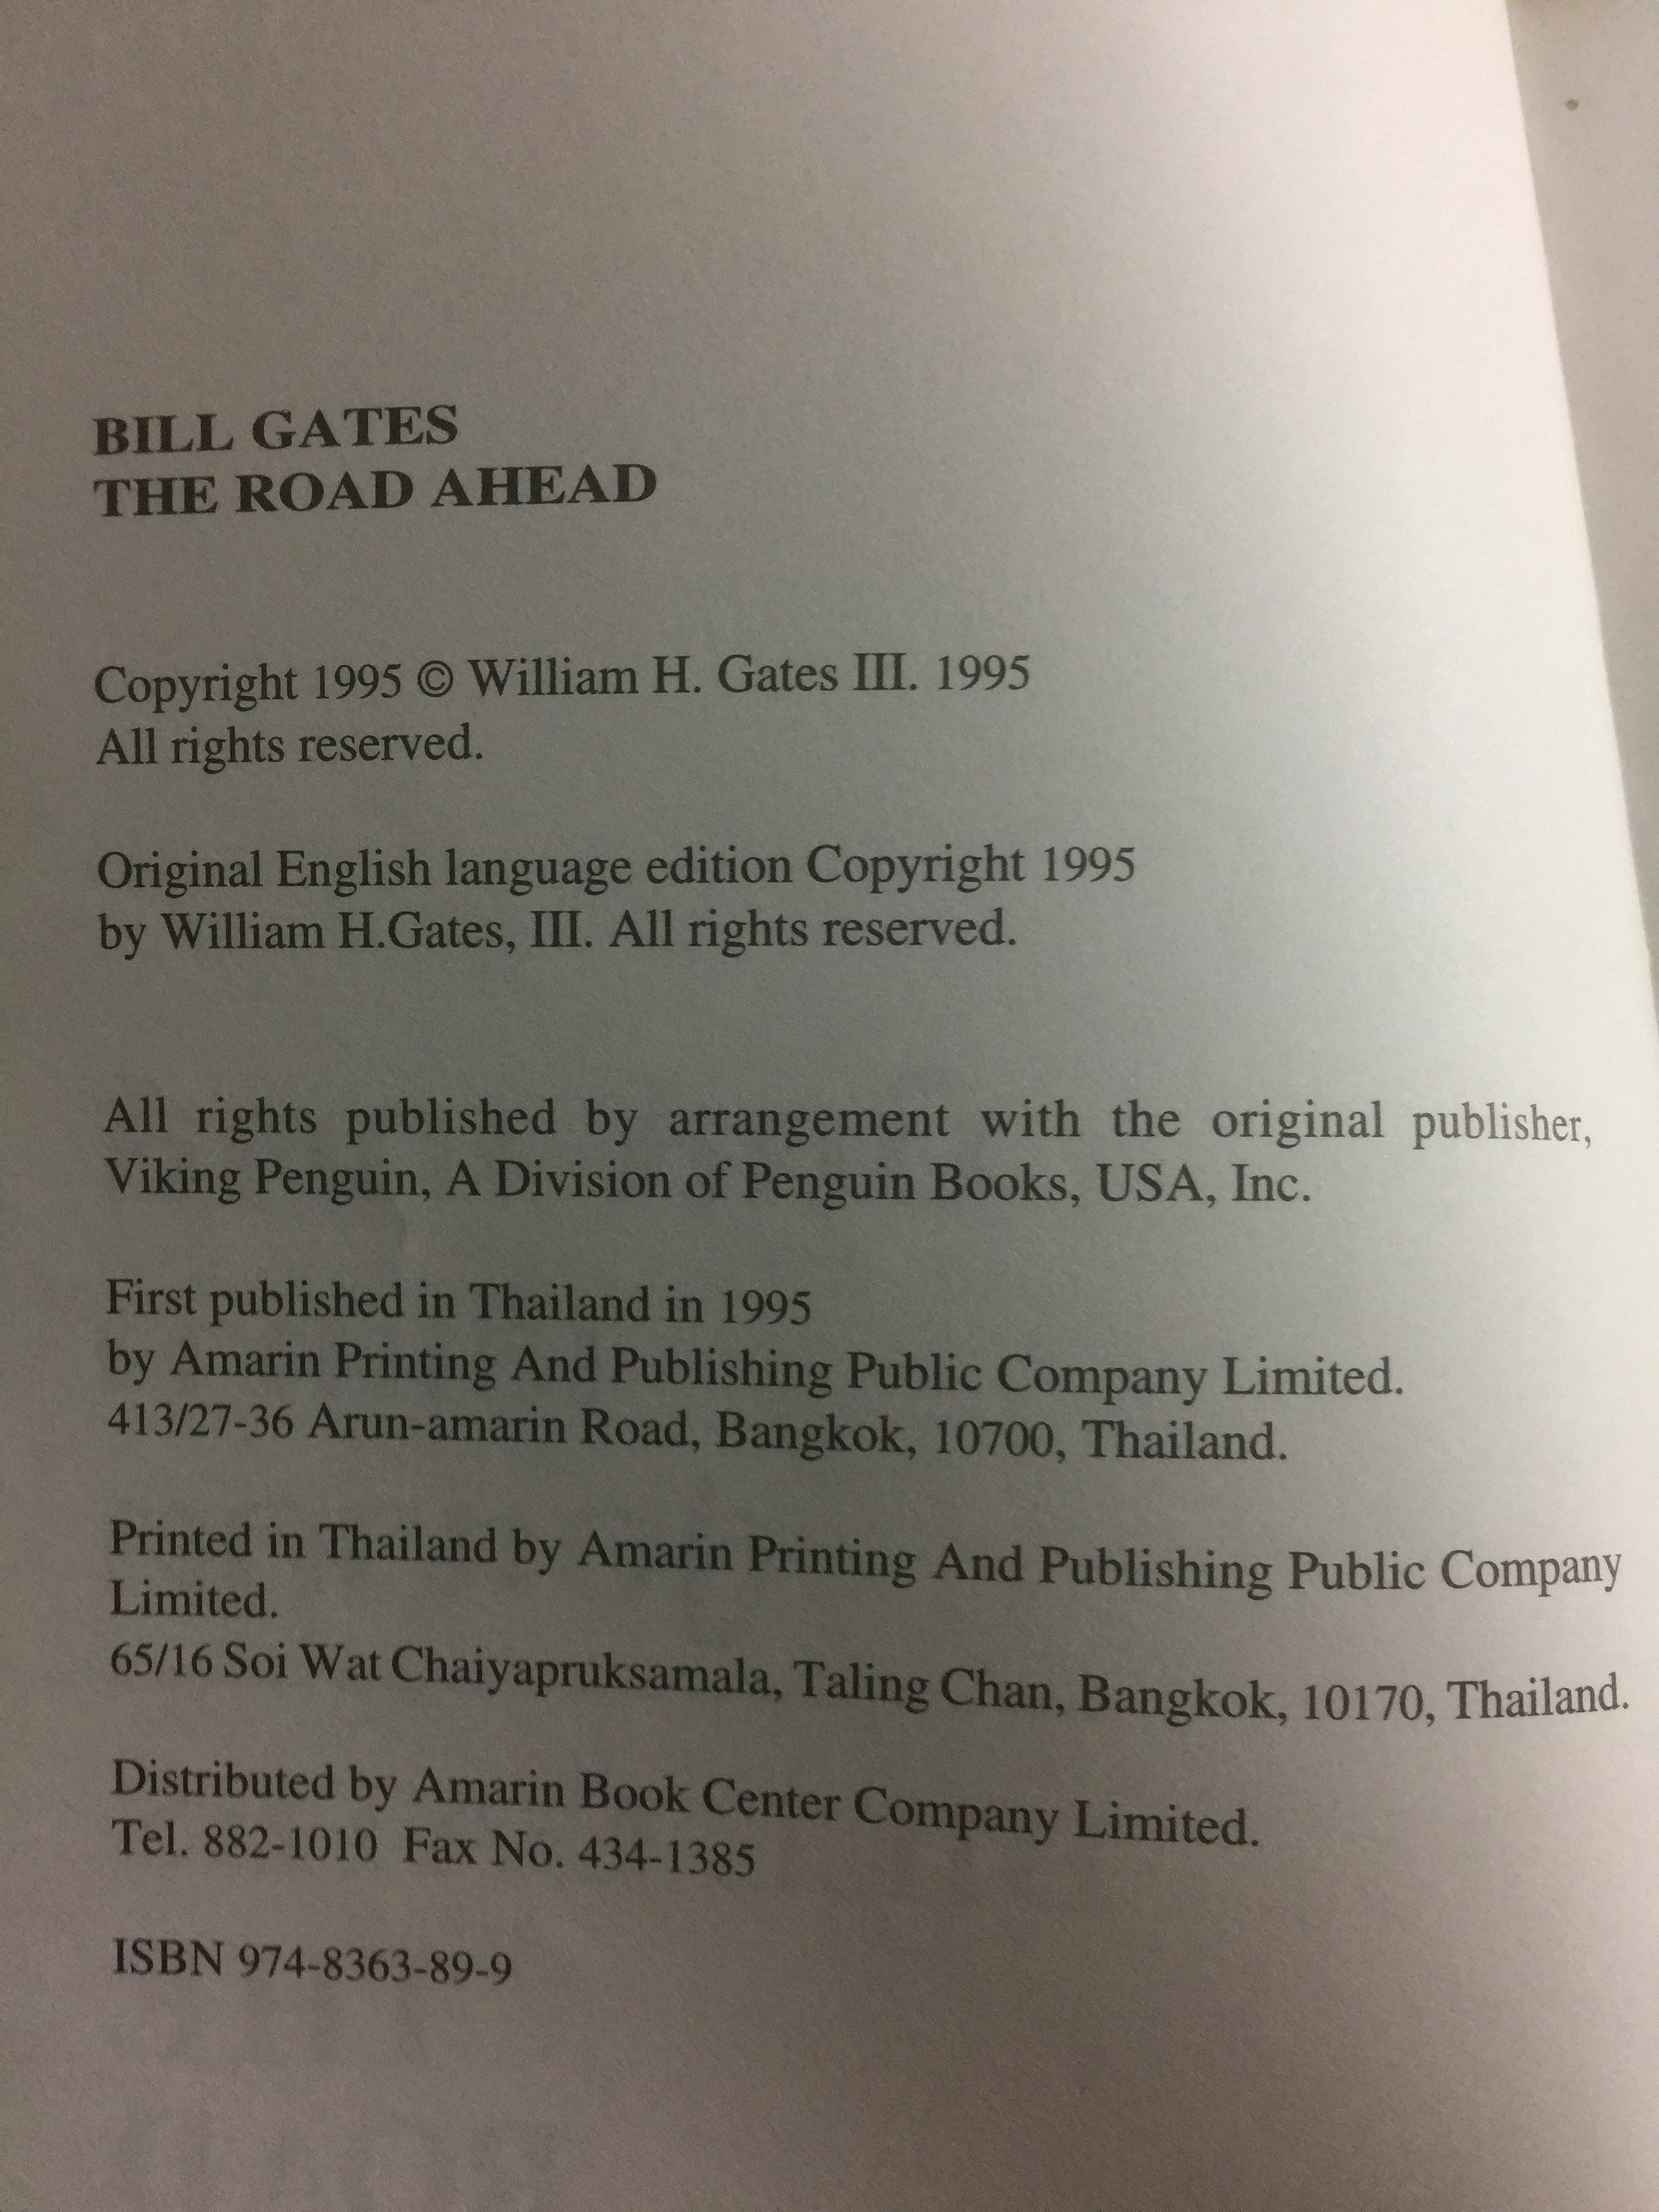 BILL GATES
THE ROAD AHEAD
Copyright 1995 © William H. Gates III. 1995
All rights reserved.
Original English language edition Copyright 1995
by William H.Gates, III. All rights reserved.
All rights published by arrangement with the original publisher,
Viking Penguin, A Division of Penguin Books, USA, Inc.
First published in Thailand in 1995
by Amarin Printing And Publishing Public Company Limited.
413/27-36 Arun-amarin Road, Bangkok, 10700, Thailand.
Printed in Thailand by Amarin Printing And Publishing Public Company
Limited.
65/16 Soi Wat Chaiyapruksamala, Taling Chan, Bangkok, 10170, Thailand.
Distributed by Amarin Book Center Company Limited.
Tel. 882-1010 Fax No. 434-1385
ISBN 974-8363-89-9